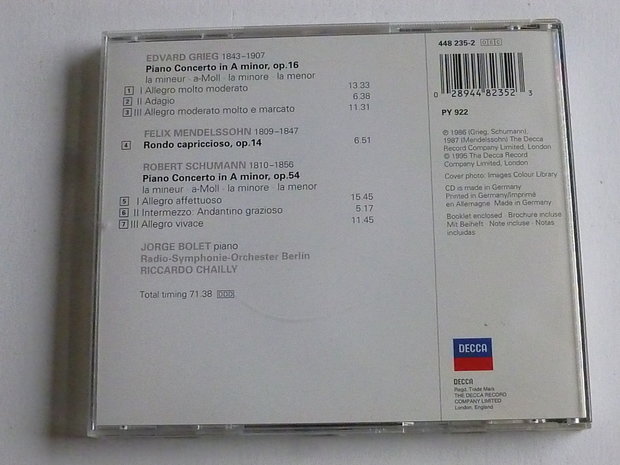 EDVARD GRIEG 1843-1907
Piano Concerto in A minor, op.16
la mineur · a-Moll · la minore · la menor
1 I Allegro molto moderato 13.33
2 II Adagio 6.38
3 III Allegro moderato molto e marcato 11.31
FELIX MENDELSSOHN 1809-1847
4 Rondo capriccioso, op.14 6.51
ROBERT SCHUMANN 1810-1856
Piano Concerto in A minor, op.54
la mineur · a-Moll · la minore · la menor
5 I Allegro affettuoso 15.45
6 II Intermezzo: Andantino grazioso 5.17
7 III Allegro vivace 11.45
JORGE BOLET piano
Radio-Symphonie-Orchester Berlin
RICCARDO CHAILLY
Total timing 71.38 DDD
448 235-2
0 28944 82352 3
PY 922
℗ 1986 (Grieg, Schumann),
1987 (Mendelssohn) The Decca
Record Company Limited, London
© 1995 The Decca Record
Company Limited, London
Cover photo: Images Colour Library
CD is made in Germany
Printed in Germany/Imprimé
en Allemagne Made in Germany
Booklet enclosed · Brochure incluse
Mit Beiheft · Note incluse · Notas
incluidas
DECCA
DECCA
Regd. Trade Mark
THE DECCA RECORD
COMPANY LIMITED
London, England